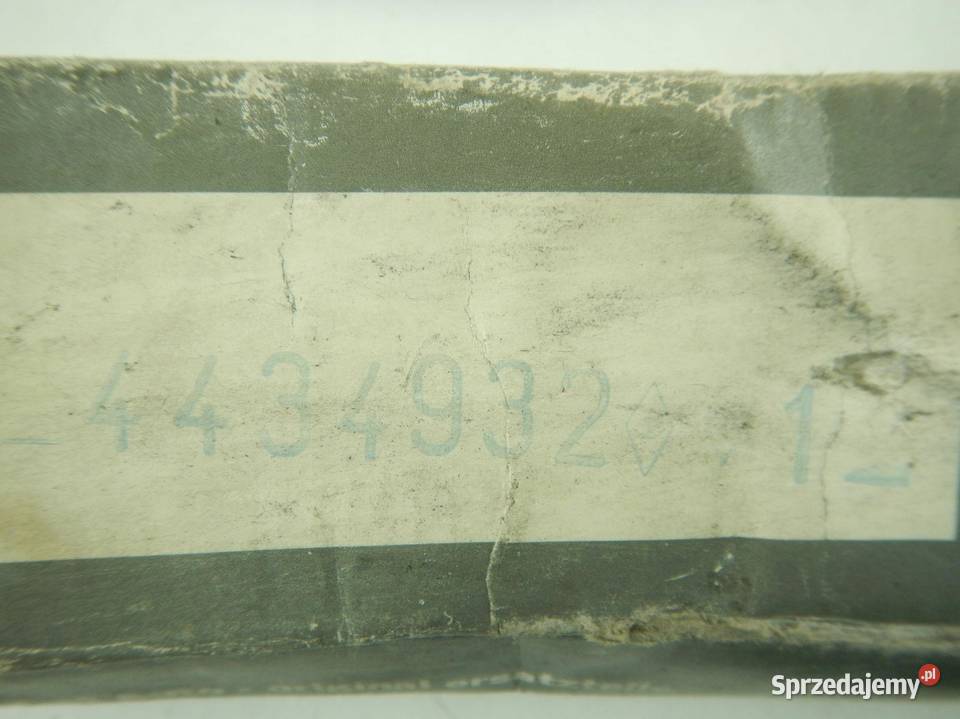 _ 4434932◊ . 1 _
Sprzedajemy.pl